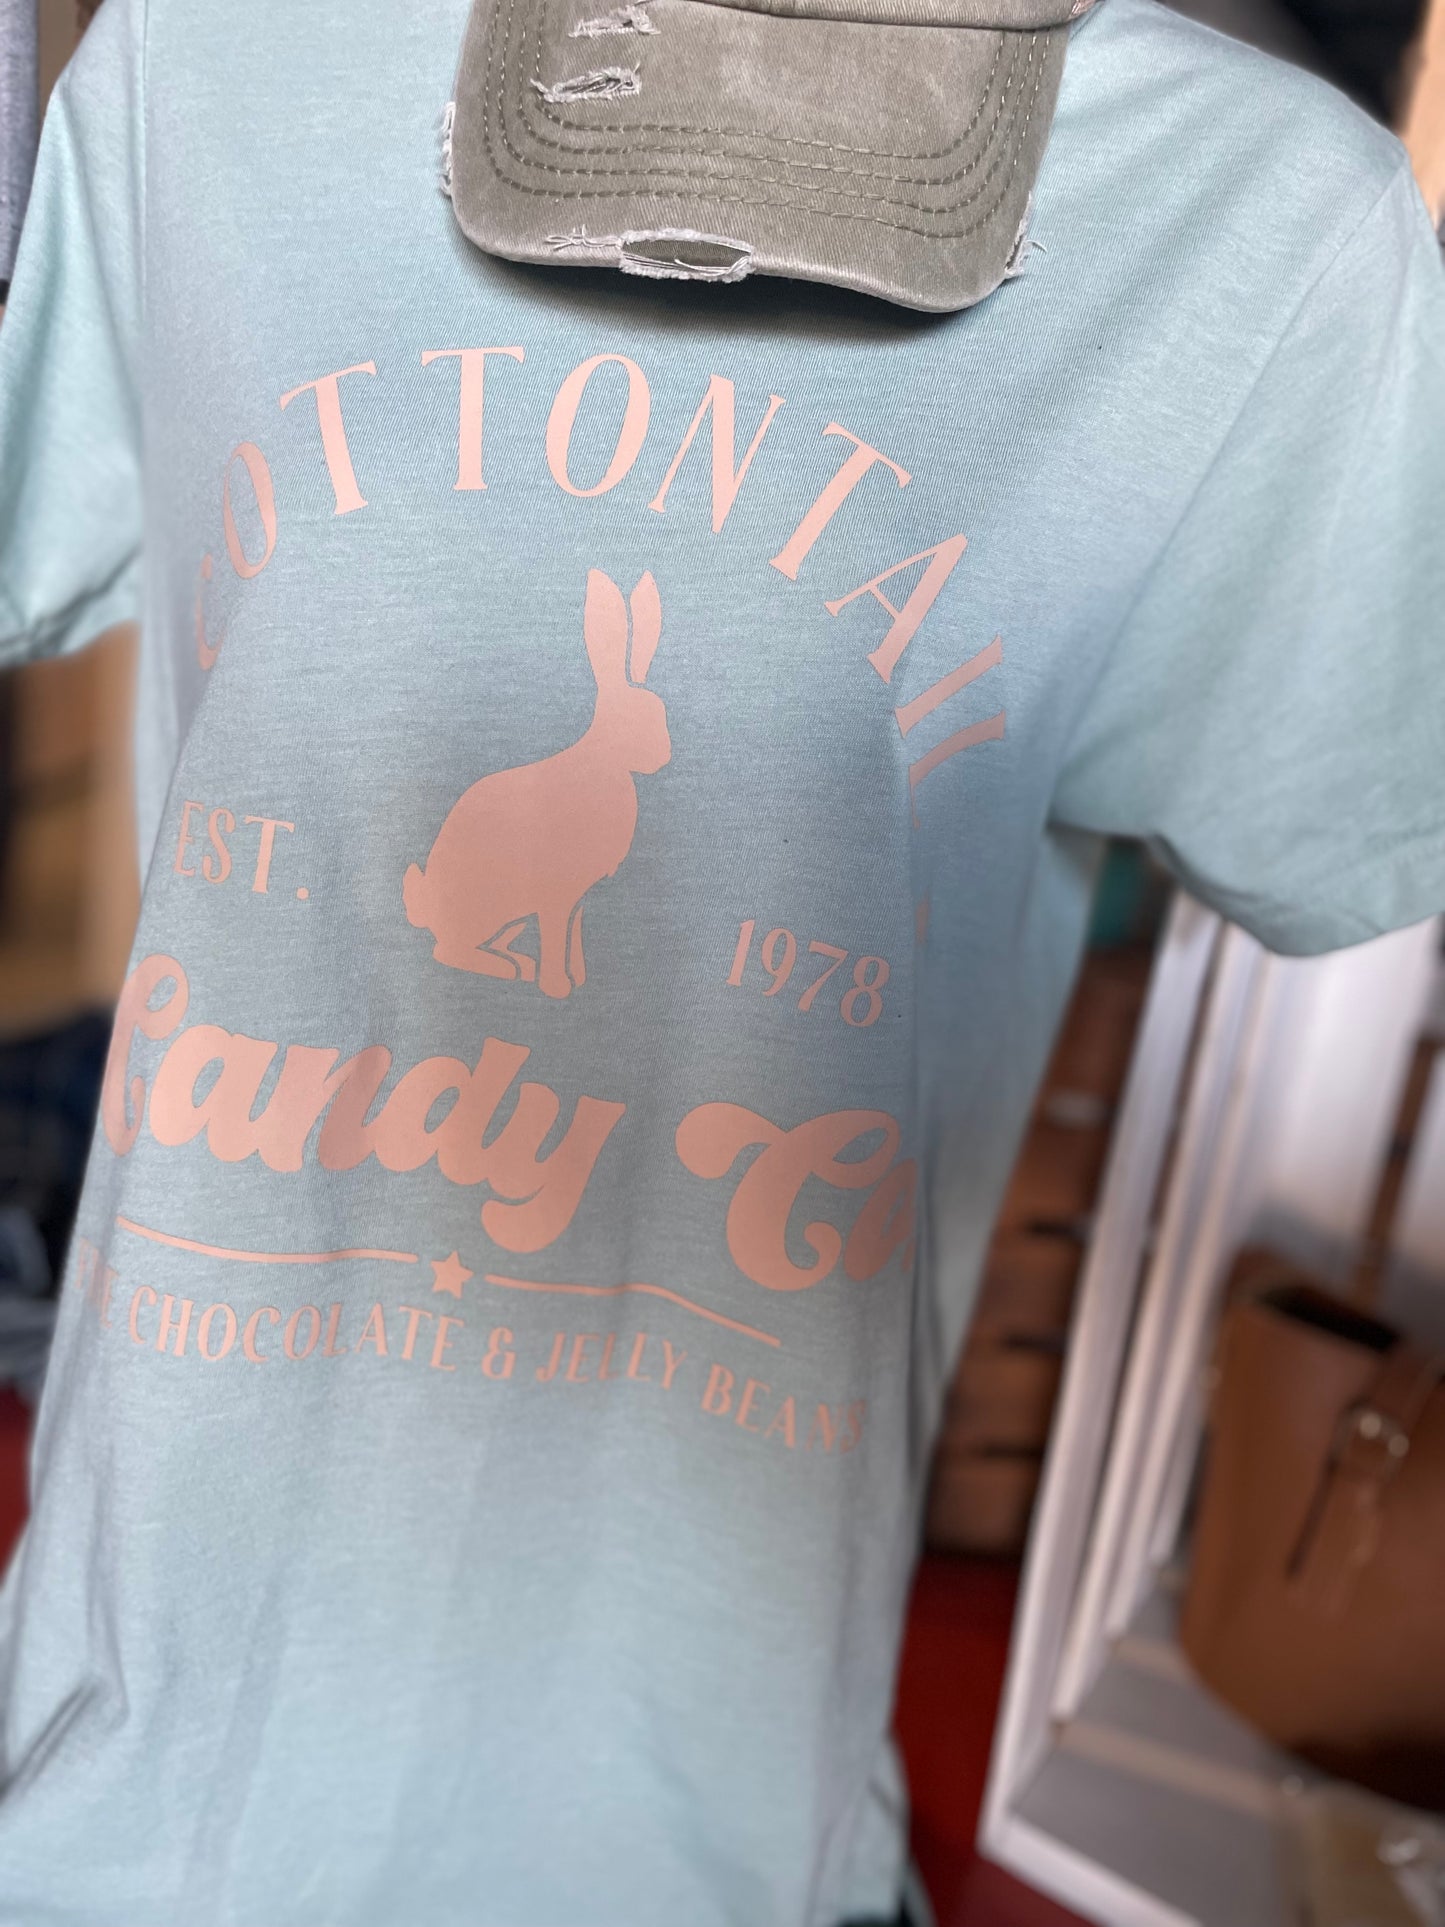 COTTONTAIL
EST. 1978
Candy Co.
CHOCOLATE & JELLY BEANS